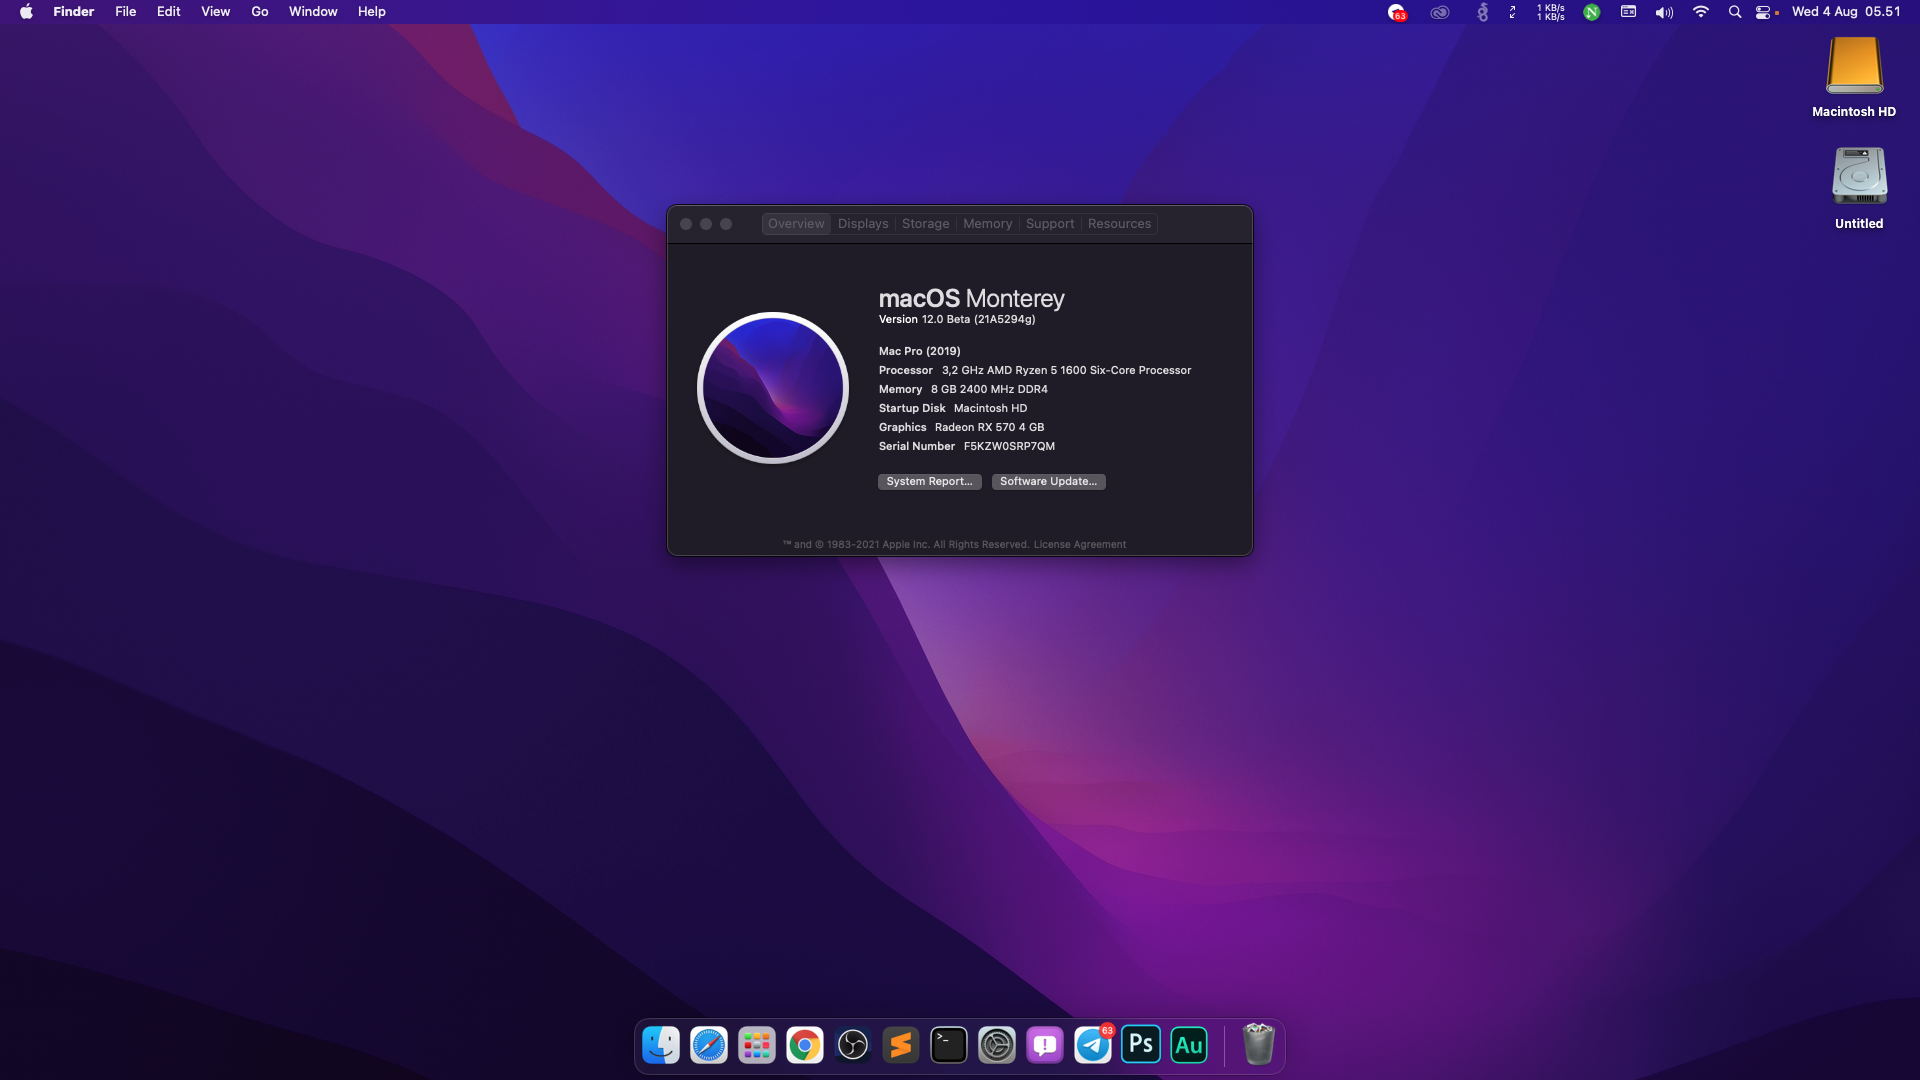 Finder File Edit View Go Window Help
63
1 KB/s
1 KB/s
N
Wed 4 Aug 05.51
Macintosh HD
Untitled
Overview Displays Storage Memory Support Resources
macOS Monterey
Version 12.0 Beta (21A5294g)
Mac Pro (2019)
Processor 3,2 GHz AMD Ryzen 5 1600 Six-Core Processor
Memory 8 GB 2400 MHz DDR4
Startup Disk Macintosh HD
Graphics Radeon RX 570 4 GB
Serial Number F5KZW0SRP7QM
System Report... Software Update...
™ and © 1983-2021 Apple Inc. All Rights Reserved. License Agreement
>_
!
63
Ps
Au